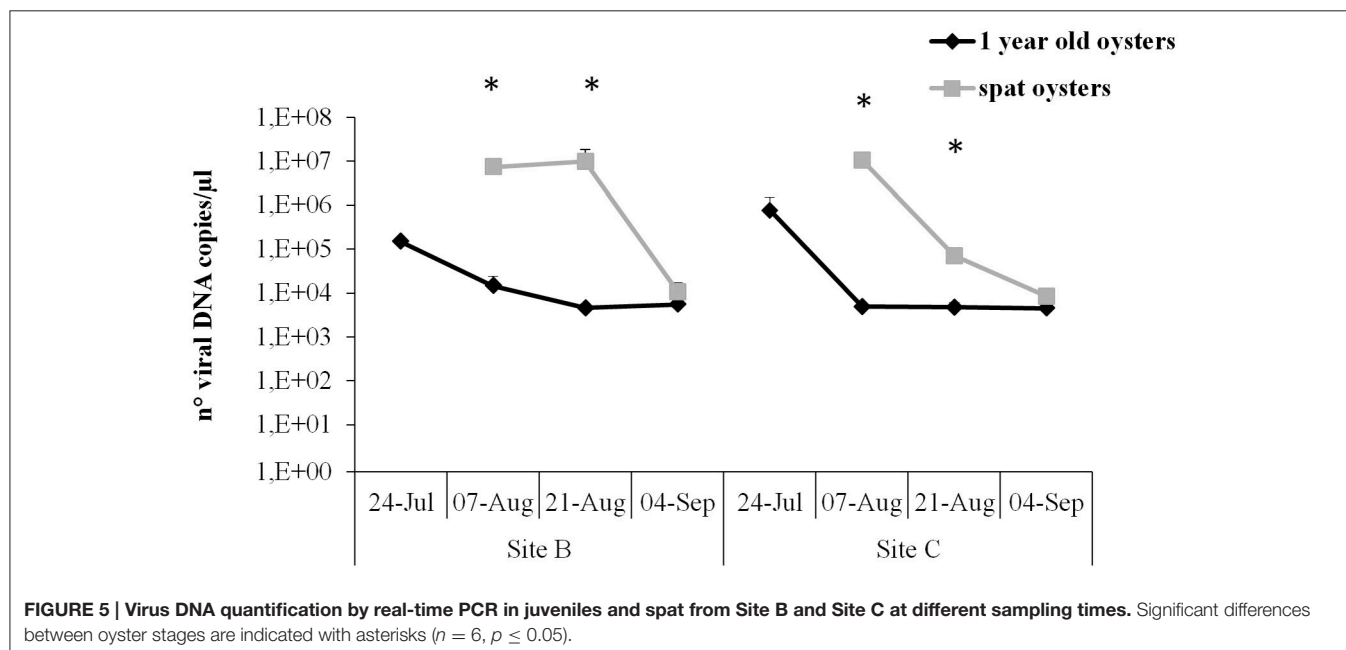 1 year old oysters
spat oysters
* * * *
n° viral DNA copies/µl
1,E+08
1,E+07
1,E+06
1,E+05
1,E+04
1,E+03
1,E+02
1,E+01
1,E+00
24-Jul 07-Aug 21-Aug 04-Sep 24-Jul 07-Aug 21-Aug 04-Sep
Site B Site C
FIGURE 5 | Virus DNA quantification by real-time PCR in juveniles and spat from Site B and Site C at different sampling times. Significant differences
between oyster stages are indicated with asterisks (n = 6, p ≤ 0.05).